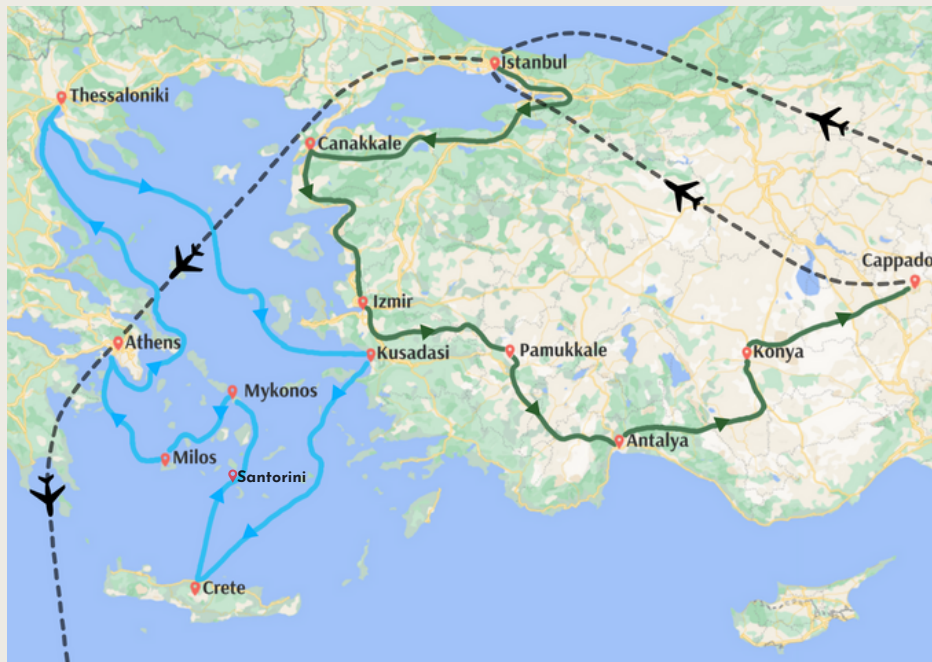 Istanbul
Thessaloniki
Canakkale
Cappado
Izmir
Athens
Kusadasi
Pamukkale
Konya
Mykonos
Antalya
Milos
Santorini
Crete